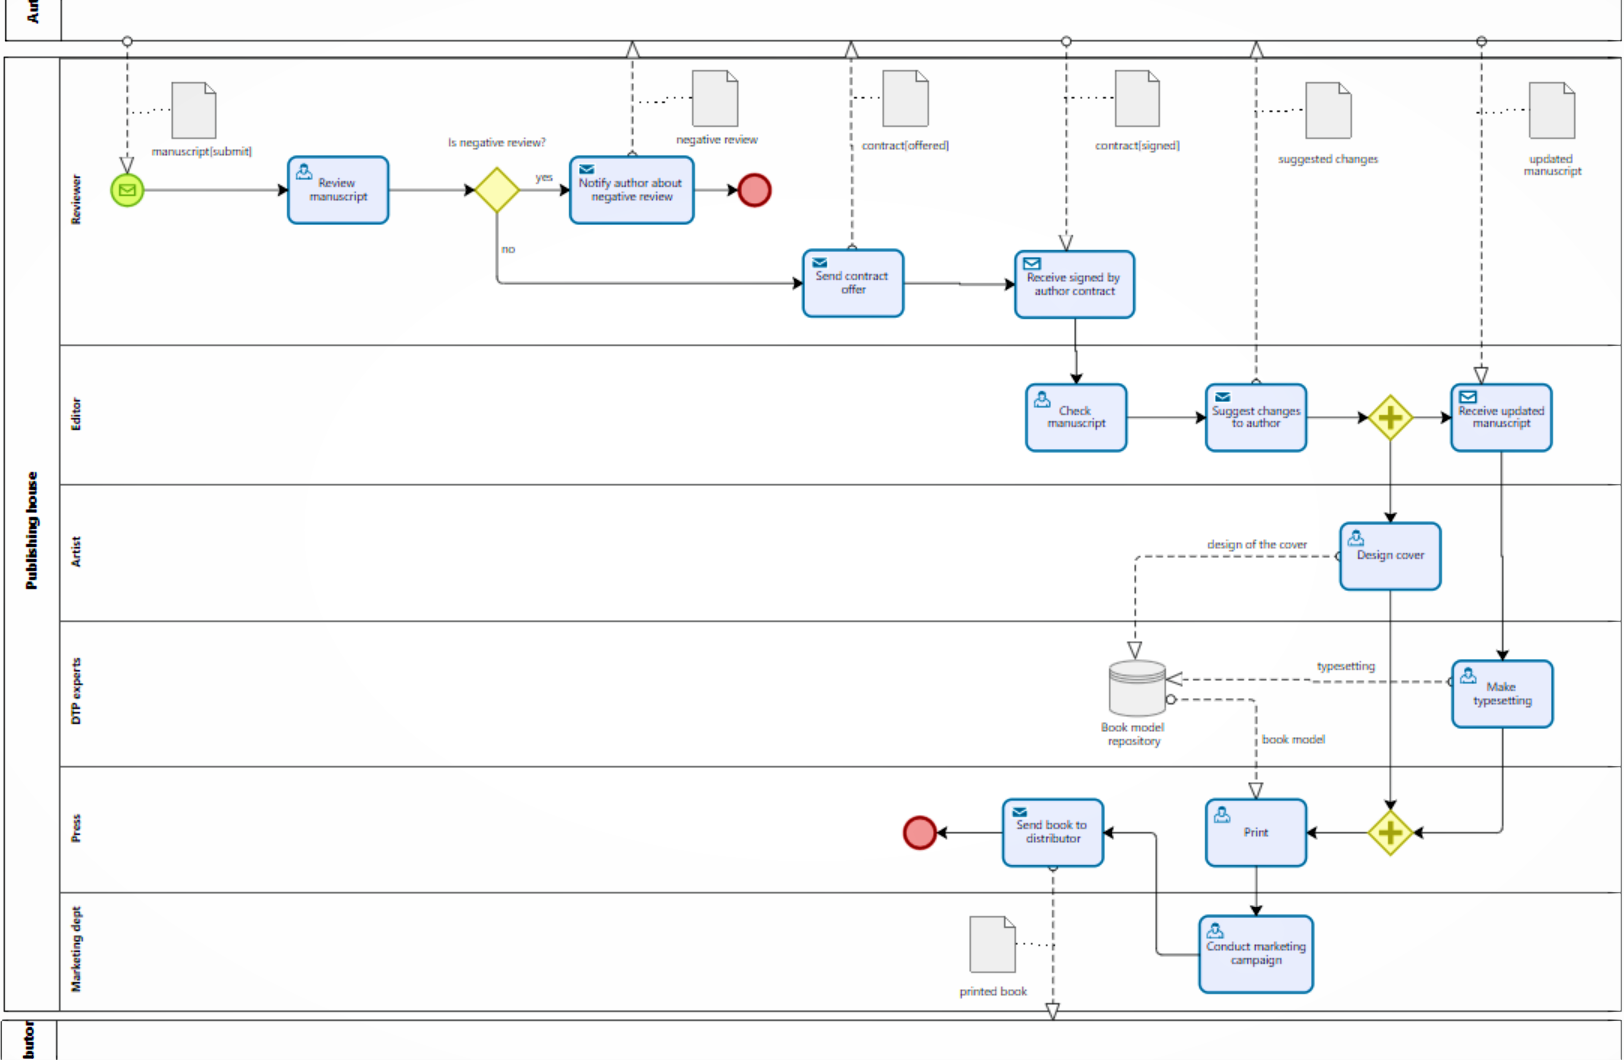 Aut
Publishing house
Reviewer
manuscript[submit]
Review
manuscript
Is negative review?
yes
no
Notify author about
negative review
negative review
contract[offered]
Send contract
offer
contract[signed]
Receive signed by
author contract
suggested changes
updated
manuscript
Editor
Check
manuscript
Suggest changes
to author
Receive updated
manuscript
Artist
design of the cover
Design cover
DTP experts
typesetting
Make
typesetting
Book model
repository
book model
Press
Send book to
distributor
Print
Marketing dept
printed book
Conduct marketing
campaign
butor